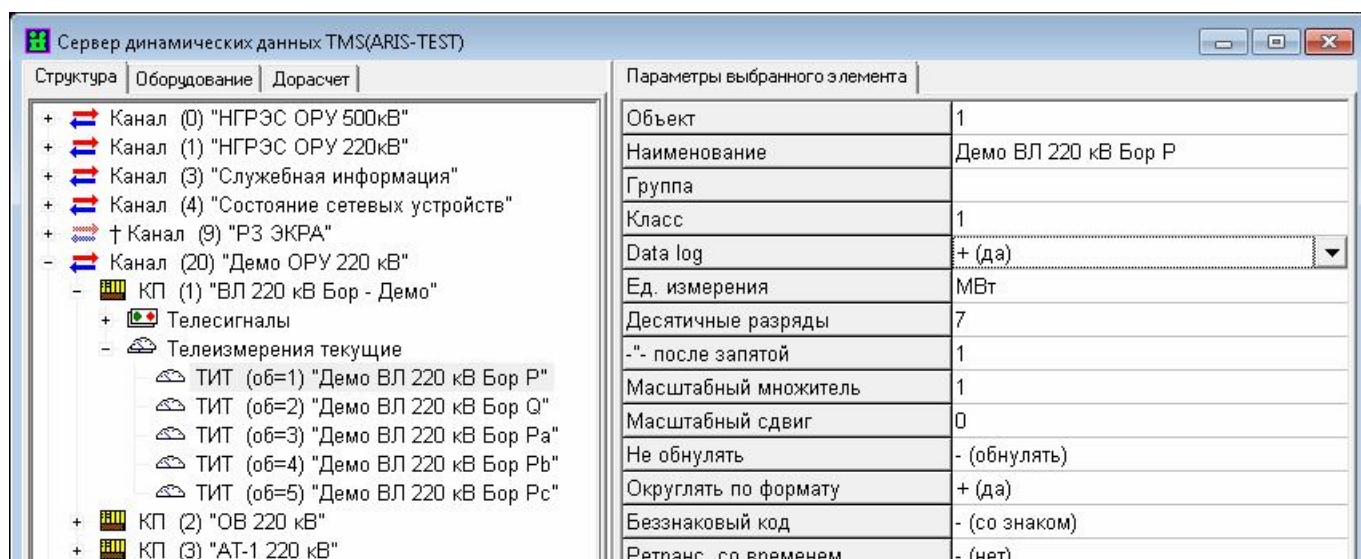 Сервер динамических данных TMS(ARIS-TEST)
Структура Оборудование Дорасчет
+ Канал (0) "НГРЭС ОРУ 500кВ"
+ Канал (1) "НГРЭС ОРУ 220кВ"
+ Канал (3) "Служебная информация"
+ Канал (4) "Состояние сетевых устройств"
+ † Канал (9) "РЗ ЭКРА"
- Канал (20) "Демо ОРУ 220 кВ"
- КП (1) "ВЛ 220 кВ Бор - Демо"
+ Телесигналы
- Телеизмерения текущие
ТИТ (об=1) "Демо ВЛ 220 кВ Бор P"
ТИТ (об=2) "Демо ВЛ 220 кВ Бор Q"
ТИТ (об=3) "Демо ВЛ 220 кВ Бор Pa"
ТИТ (об=4) "Демо ВЛ 220 кВ Бор Pb"
ТИТ (об=5) "Демо ВЛ 220 кВ Бор Pc"
+ КП (2) "ОВ 220 кВ"
+ КП (3) "АТ-1 220 кВ"
Параметры выбранного элемента
Объект 1
Наименование Демо ВЛ 220 кВ Бор P
Группа
Класс 1
Data log + (да)
Ед. измерения МВт
Десятичные разряды 7
-"- после запятой 1
Масштабный множитель 1
Масштабный сдвиг 0
Не обнулять - (обнулять)
Округлять по формату + (да)
Беззнаковый код - (со знаком)
Ретранс. со временем - (нет)